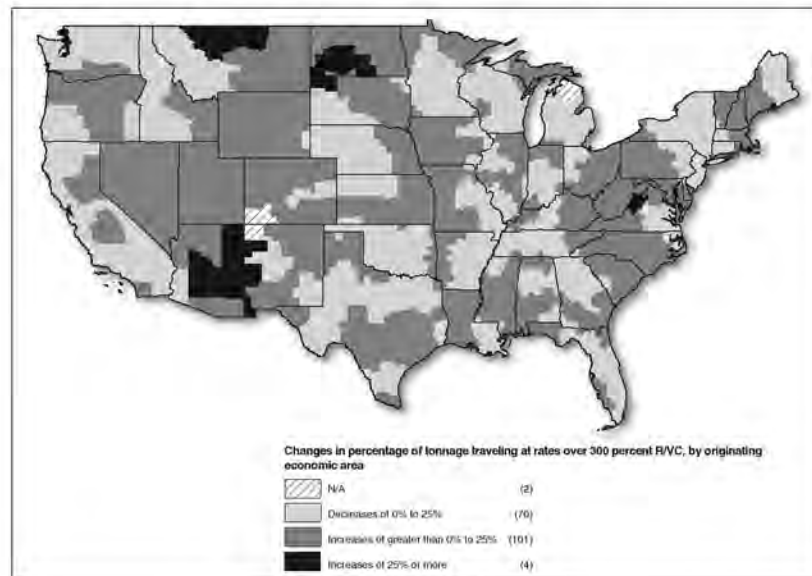 Changes in percentage of tonnage traveling at rates over 300 percent R/VC, by originating
economic area
N/A (2)
Decreases of 0% to 25% (70)
Increases of greater than 0% to 25% (101)
Increases of 25% or more (4)